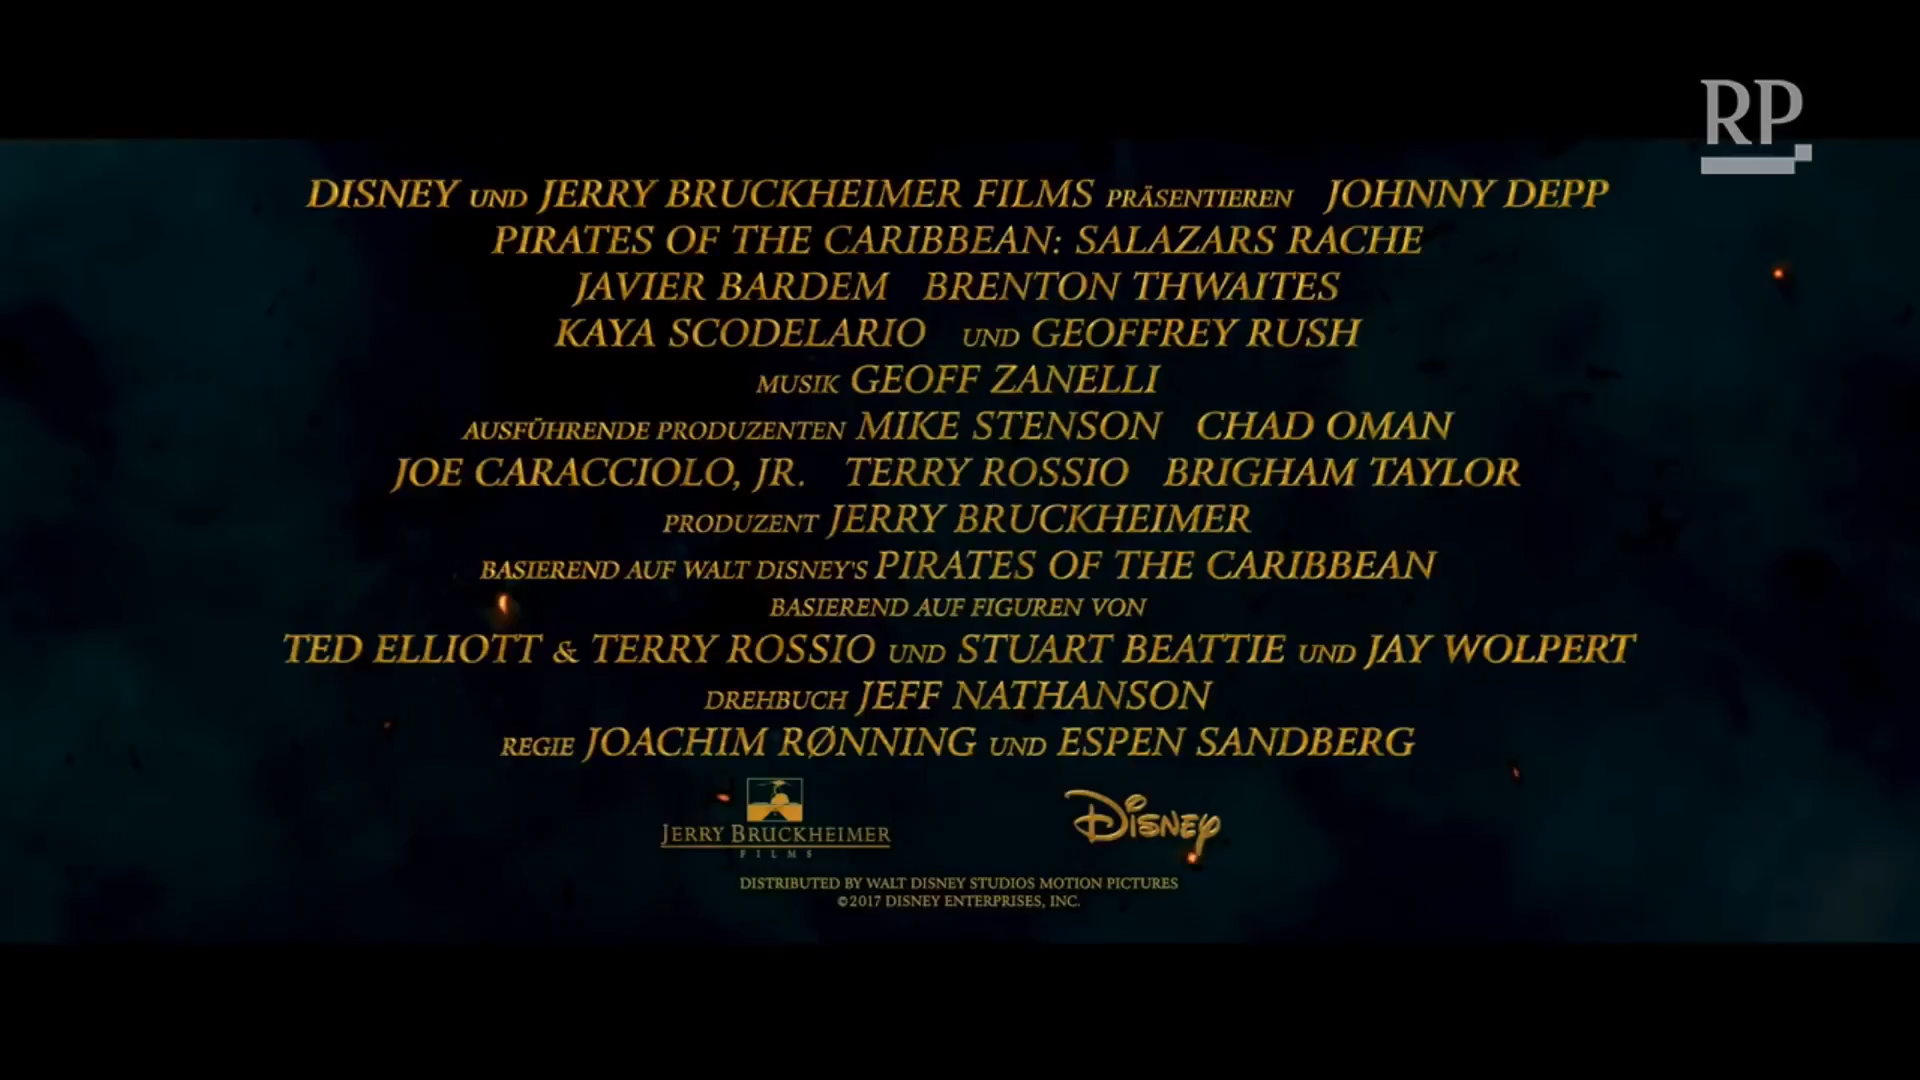 RP
DISNEY UND JERRY BRUCKHEIMER FILMS PRÄSENTIEREN JOHNNY DEPP
PIRATES OF THE CARIBBEAN: SALAZARS RACHE
JAVIER BARDEM BRENTON THWAITES
KAYA SCODELARIO UND GEOFFREY RUSH
MUSIK GEOFF ZANELLI
AUSFÜHRENDE PRODUZENTEN MIKE STENSON CHAD OMAN
JOE CARACCIOLO, JR. TERRY ROSSIO BRIGHAM TAYLOR
PRODUZENT JERRY BRUCKHEIMER
BASIEREND AUF WALT DISNEY'S PIRATES OF THE CARIBBEAN
BASIEREND AUF FIGUREN VON
TED ELLIOTT & TERRY ROSSIO UND STUART BEATTIE UND JAY WOLPERT
DREHBUCH JEFF NATHANSON
REGIE JOACHIM RØNNING UND ESPEN SANDBERG
JERRY BRUCKHEIMER
FILMS
DISNEY
DISTRIBUTED BY WALT DISNEY STUDIOS MOTION PICTURES
©2017 DISNEY ENTERPRISES, INC.